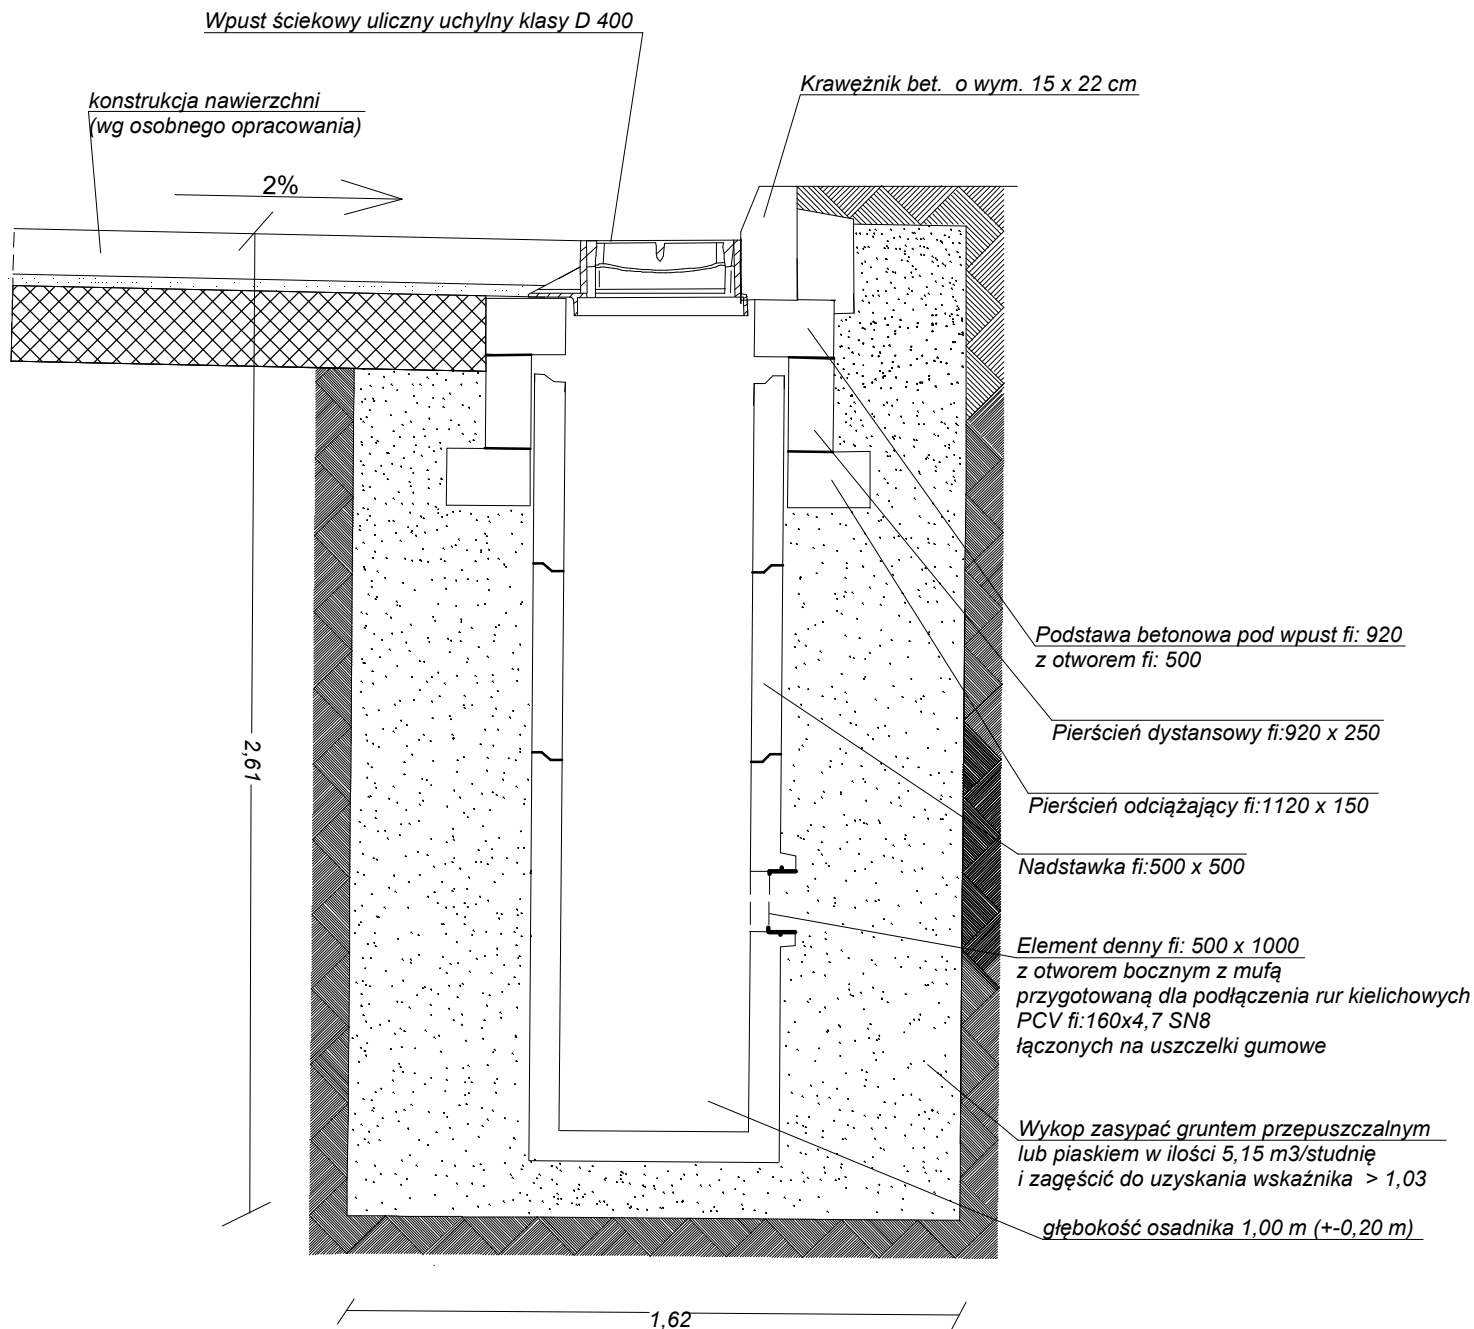 Wpust ściekowy uliczny uchylny klasy D 400
Krawężnik bet. o wym. 15 x 22 cm
konstrukcja nawierzchni
(wg osobnego opracowania)
2%
2,61
Podstawa betonowa pod wpust fi: 920
z otworem fi: 500
Pierścień dystansowy fi:920 x 250
Pierścień odciążający fi:1120 x 150
Nadstawka fi:500 x 500
Element denny fi: 500 x 1000
z otworem bocznym z mufą
przygotowaną dla podłączenia rur kielichowych
PCV fi:160x4,7 SN8
łączonych na uszczelki gumowe
Wykop zasypać gruntem przepuszczalnym
lub piaskiem w ilości 5,15 m3/studnię
i zagęścić do uzyskania wskaźnika > 1,03
głębokość osadnika 1,00 m (+-0,20 m)
1,62